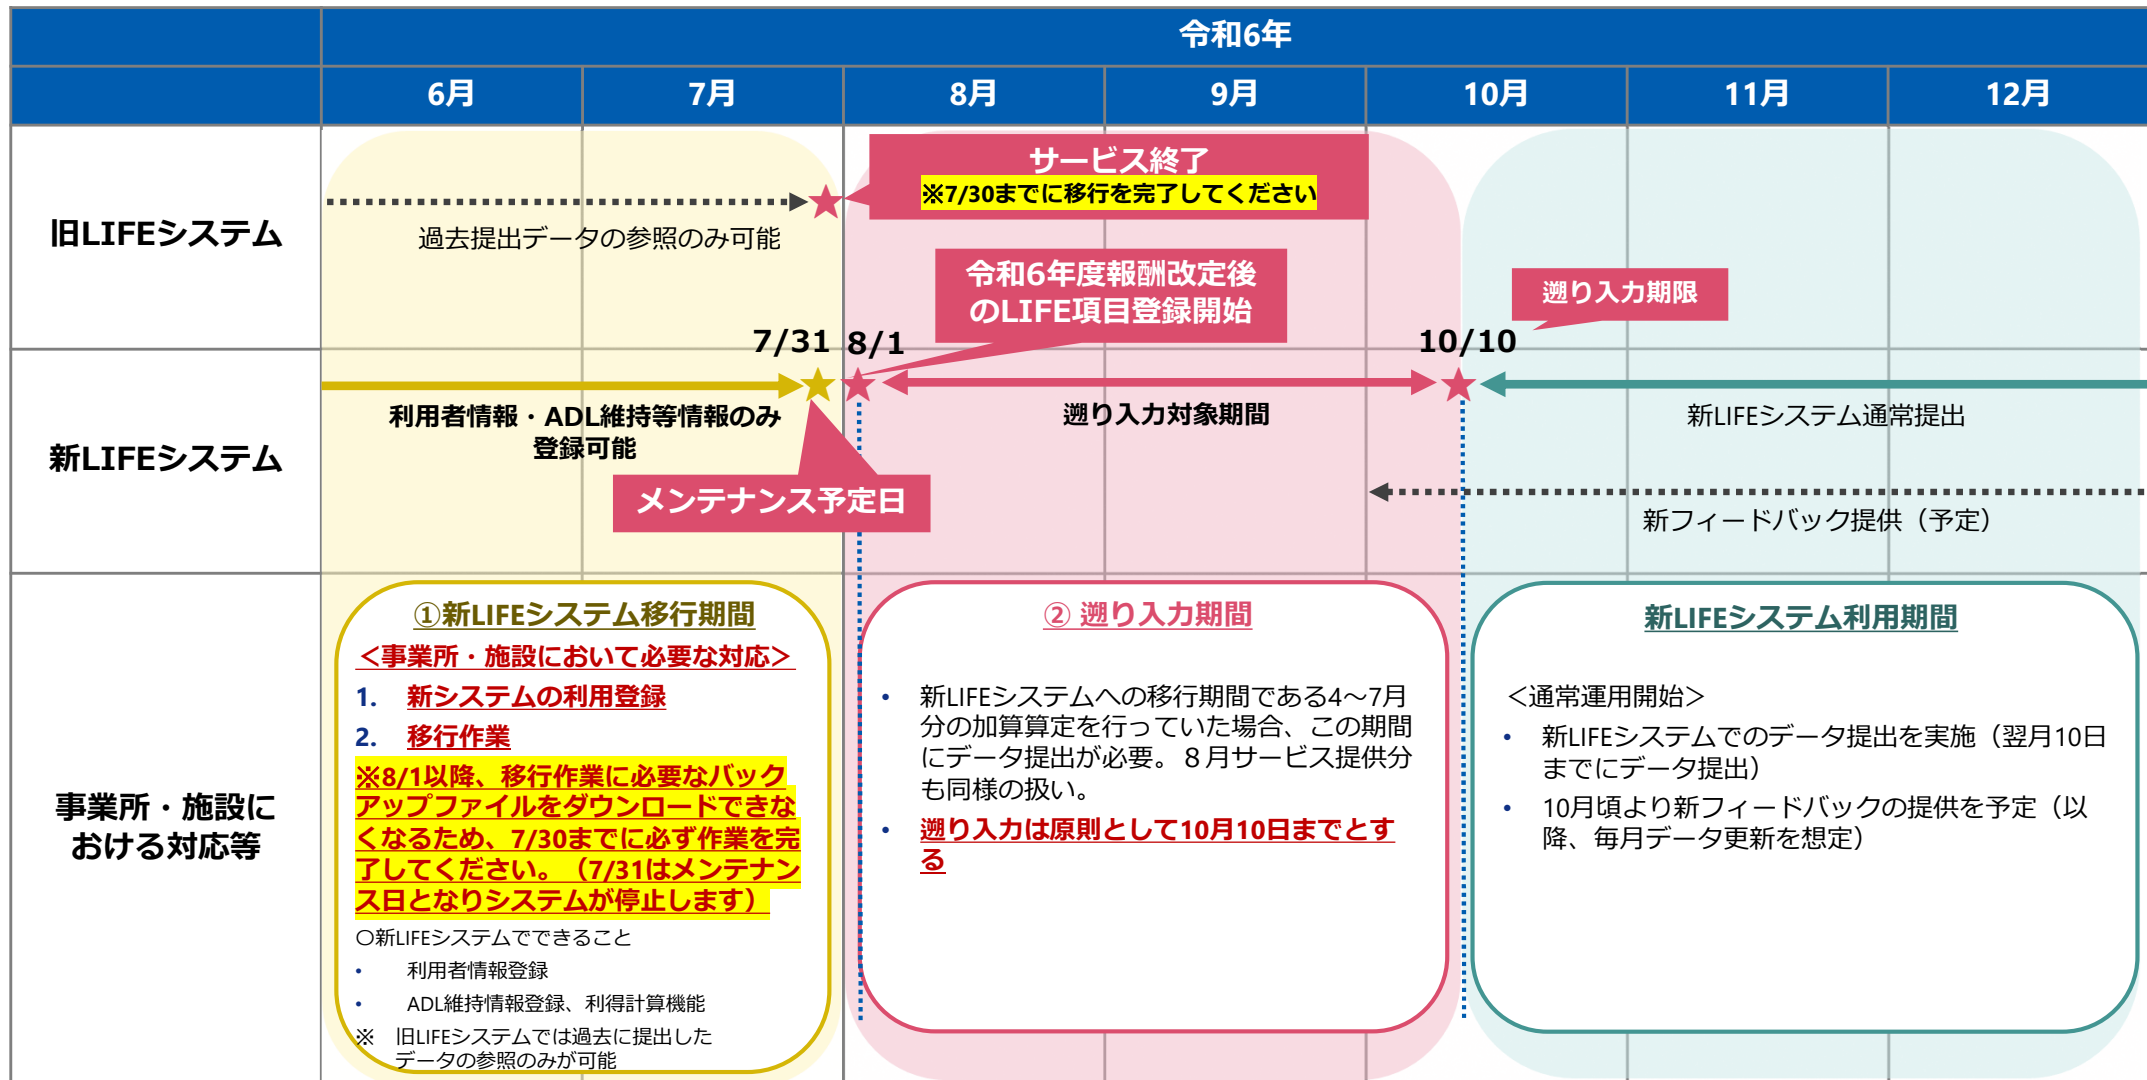 令和6年
6月
7月
8月
9月
10月
11月
12月
旧LIFEシステム
過去提出データの参照のみ可能
サービス終了
※7/30までに移行を完了してください
令和6年度報酬改定後
のLIFE項目登録開始
遡り入力期限
7/31
8/1
10/10
新LIFEシステム
利用者情報・ADL維持等情報のみ
登録可能
メンテナンス予定日
遡り入力対象期間
新LIFEシステム通常提出
新フィードバック提供（予定）
事業所・施設に
おける対応等
①新LIFEシステム移行期間
＜事業所・施設において必要な対応＞
1. 新システムの利用登録
2. 移行作業
※8/1以降、移行作業に必要なバック
アップファイルをダウンロードできな
くなるため、7/30までに必ず作業を完
了してください。（7/31はメンテナン
ス日となりシステムが停止します）
○新LIFEシステムでできること
• 利用者情報登録
• ADL維持情報登録、利得計算機能
※ 旧LIFEシステムでは過去に提出した
データの参照のみが可能
② 遡り入力期間
• 新LIFEシステムへの移行期間である4～7月
分の加算算定を行っていた場合、この期間
にデータ提出が必要。８月サービス提供分
も同様の扱い。
• 遡り入力は原則として10月10日までとす
る
新LIFEシステム利用期間
＜通常運用開始＞
• 新LIFEシステムでのデータ提出を実施（翌月10日
までにデータ提出）
• 10月頃より新フィードバックの提供を予定（以
降、毎月データ更新を想定）